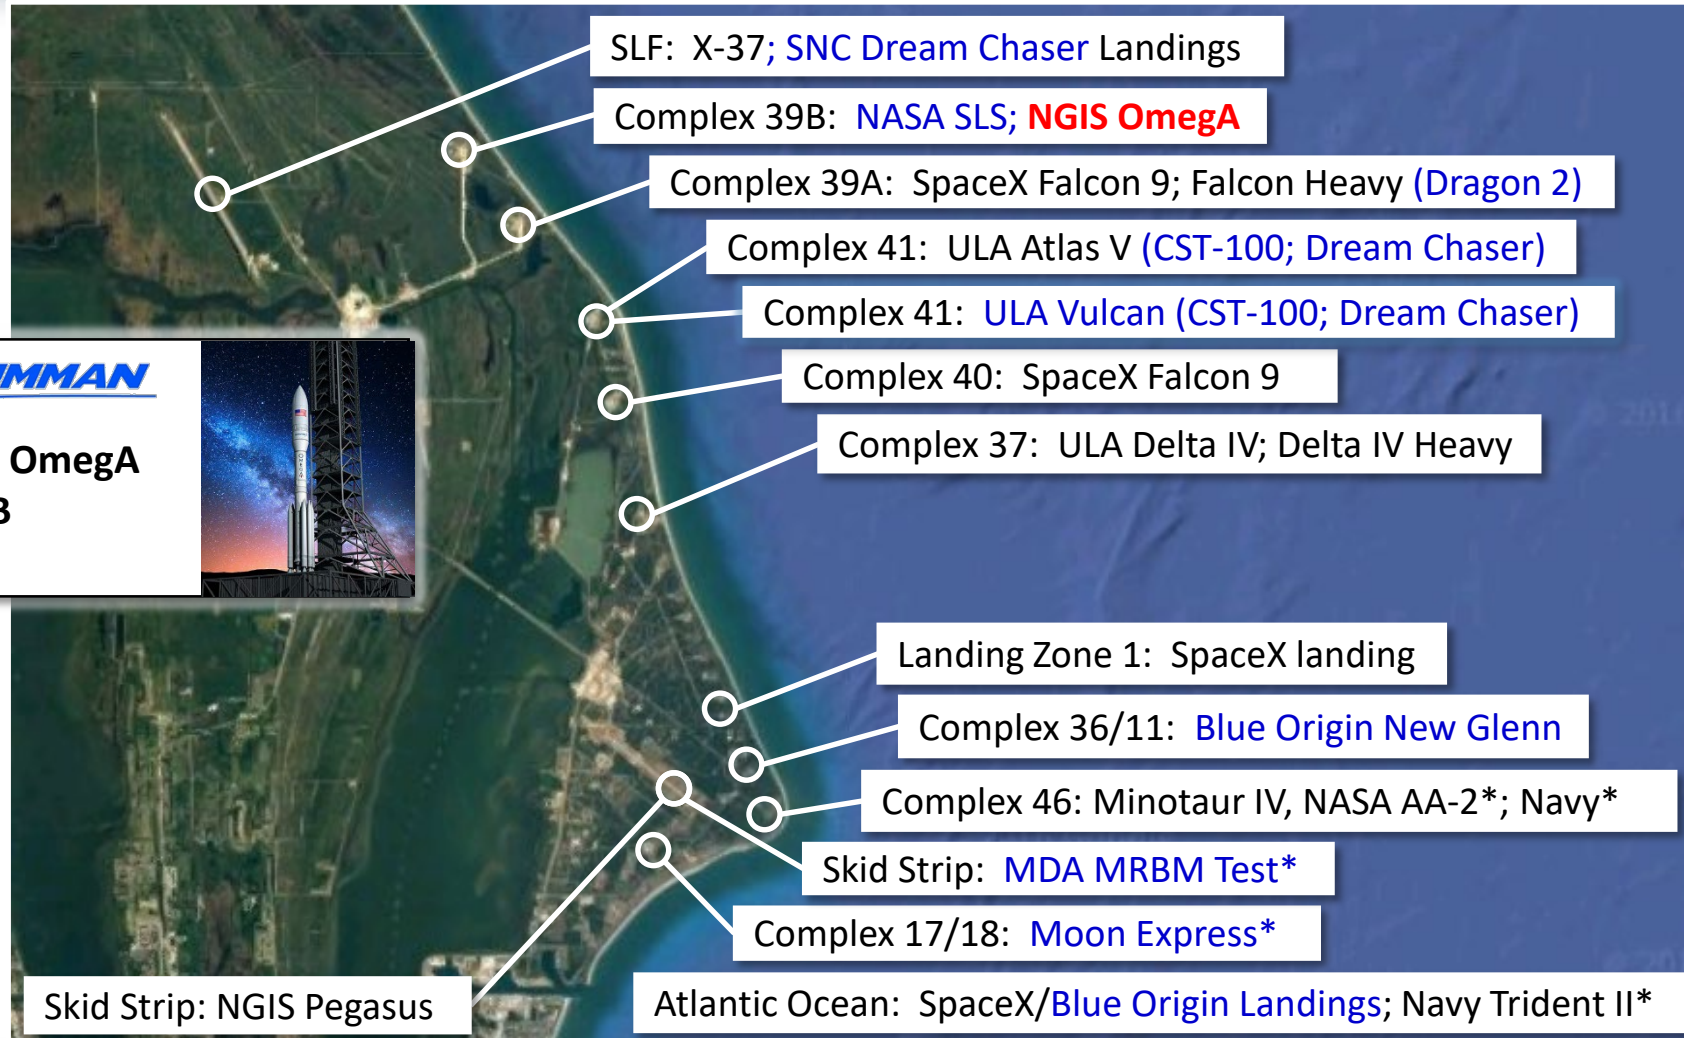 SLF: X-37; SNC Dream Chaser Landings
Complex 39B: NASA SLS; NGIS OmegA
Complex 39A: SpaceX Falcon 9; Falcon Heavy (Dragon 2)
Complex 41: ULA Atlas V (CST-100; Dream Chaser)
Complex 41: ULA Vulcan (CST-100; Dream Chaser)
Complex 40: SpaceX Falcon 9
Complex 37: ULA Delta IV; Delta IV Heavy
MMAN
OmegA
B
Landing Zone 1: SpaceX landing
Complex 36/11: Blue Origin New Glenn
Complex 46: Minotaur IV, NASA AA-2*; Navy*
Skid Strip: MDA MRBM Test*
Complex 17/18: Moon Express*
Skid Strip: NGIS Pegasus
Atlantic Ocean: SpaceX/Blue Origin Landings; Navy Trident II*